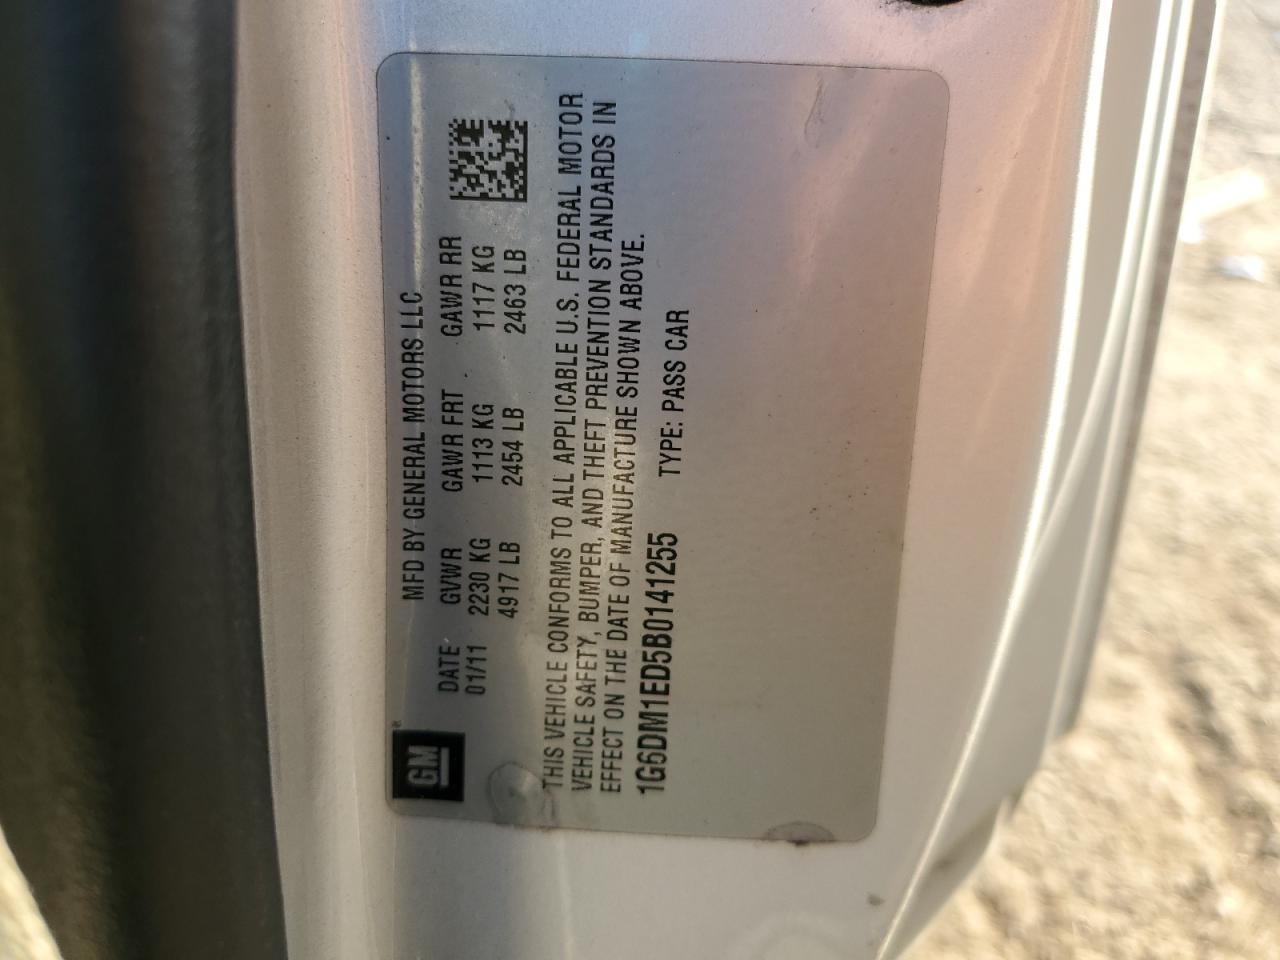 GM
MFD BY GENERAL MOTORS LLC
DATE GVWR GAWR FRT GAWR RR
01/11 2230 KG 1113 KG 1117 KG
4917 LB 2454 LB 2463 LB
THIS VEHICLE CONFORMS TO ALL APPLICABLE U.S. FEDERAL MOTOR
VEHICLE SAFETY, BUMPER, AND THEFT PREVENTION STANDARDS IN
EFFECT ON THE DATE OF MANUFACTURE SHOWN ABOVE.
1G6DM1ED5B0141255 TYPE: PASS CAR